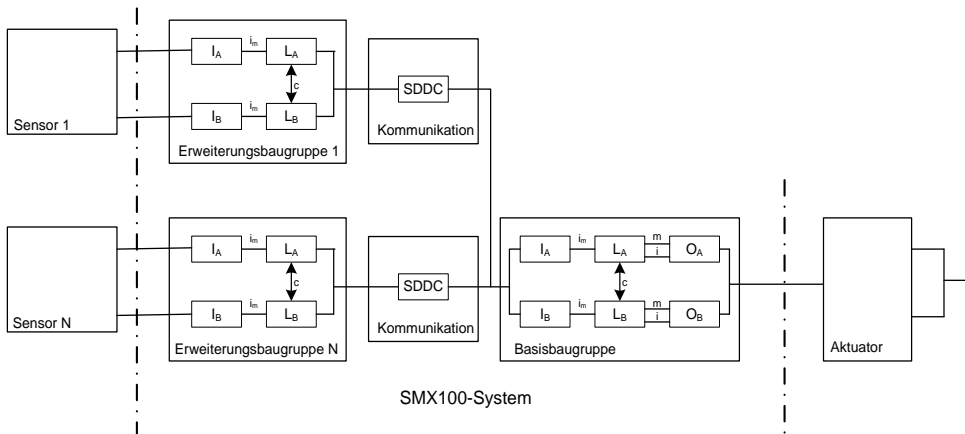 Sensor 1
I_A i_m L_A
c
I_B i_m L_B
Erweiterungsbaugruppe 1
SDDC
Kommunikation
Sensor N
I_A i_m L_A
c
I_B i_m L_B
Erweiterungsbaugruppe N
SDDC
Kommunikation
I_A i_m L_A m i O_A
c
I_B i_m L_B m i O_B
Basisbaugruppe
Aktuator
SMX100-System